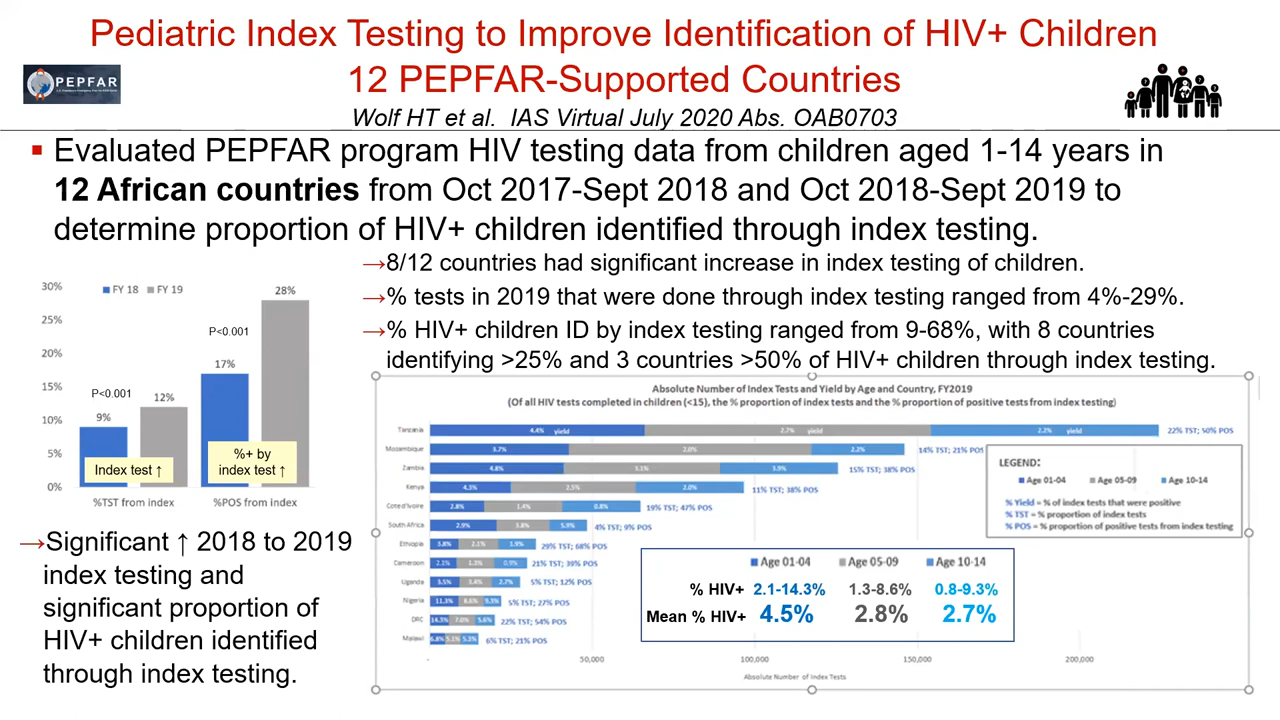 Pediatric Index Testing to Improve Identification of HIV+ Children
12 PEPFAR-Supported Countries
PEPFAR
Wolf HT et al. IAS Virtual July 2020 Abs. OAB0703
▪ Evaluated PEPFAR program HIV testing data from children aged 1-14 years in
12 African countries from Oct 2017-Sept 2018 and Oct 2018-Sept 2019 to
determine proportion of HIV+ children identified through index testing.
→8/12 countries had significant increase in index testing of children.
→% tests in 2019 that were done through index testing ranged from 4%-29%.
→% HIV+ children ID by index testing ranged from 9-68%, with 8 countries
identifying >25% and 3 countries >50% of HIV+ children through index testing.
FY 18 FY 19
30%
25%
20%
15%
10%
5%
0%
P<0.001
9%
12%
P<0.001
17%
28%
Index test ↑
%+ by
index test ↑
%TST from index
%POS from index
→Significant ↑ 2018 to 2019
index testing and
significant proportion of
HIV+ children identified
through index testing.
Absolute Number of Index Tests and Yield by Age and Country, FY2019
(Of all HIV tests completed in children (<15), the % proportion of index tests and the % proportion of positive tests from index testing)
Tanzania 4.4% yield 2.7% yield 2.2% yield 22% TST; 50% POS
Mozambique 3.7% 2.0% 2.2% 14% TST; 21% POS
Zambia 4.8% 3.1% 3.9% 15% TST; 38% POS
Kenya 4.3% 2.5% 2.0% 11% TST; 38% POS
Cote d'Ivoire 2.8% 1.4% 0.8% 19% TST; 47% POS
South Africa 2.9% 3.8% 5.9% 4% TST; 9% POS
Ethiopia 2.1% 29% TST; 68% POS
Cameroon 2.1% 1.3% 0.9% 21% TST; 39% POS
Uganda 3.5% 3.4% 2.7% 5% TST; 12% POS
Nigeria 11.3% 8.6% 9.3% 5% TST; 27% POS
DRC 14.3% 7.0% 5.6% 22% TST; 54% POS
Malawi 6.8% 5.1% 5.3% 6% TST; 21% POS
LEGEND:
Age 01-04 Age 05-09 Age 10-14
% Yield = % of index tests that were positive
% TST = % proportion of index tests
% POS = % proportion of positive tests from index testing
Age 01-04 Age 05-09 Age 10-14
% HIV+ 2.1-14.3% 1.3-8.6% 0.8-9.3%
Mean % HIV+ 4.5% 2.8% 2.7%
- 50,000 100,000 150,000 200,000
Absolute Number of Index Tests